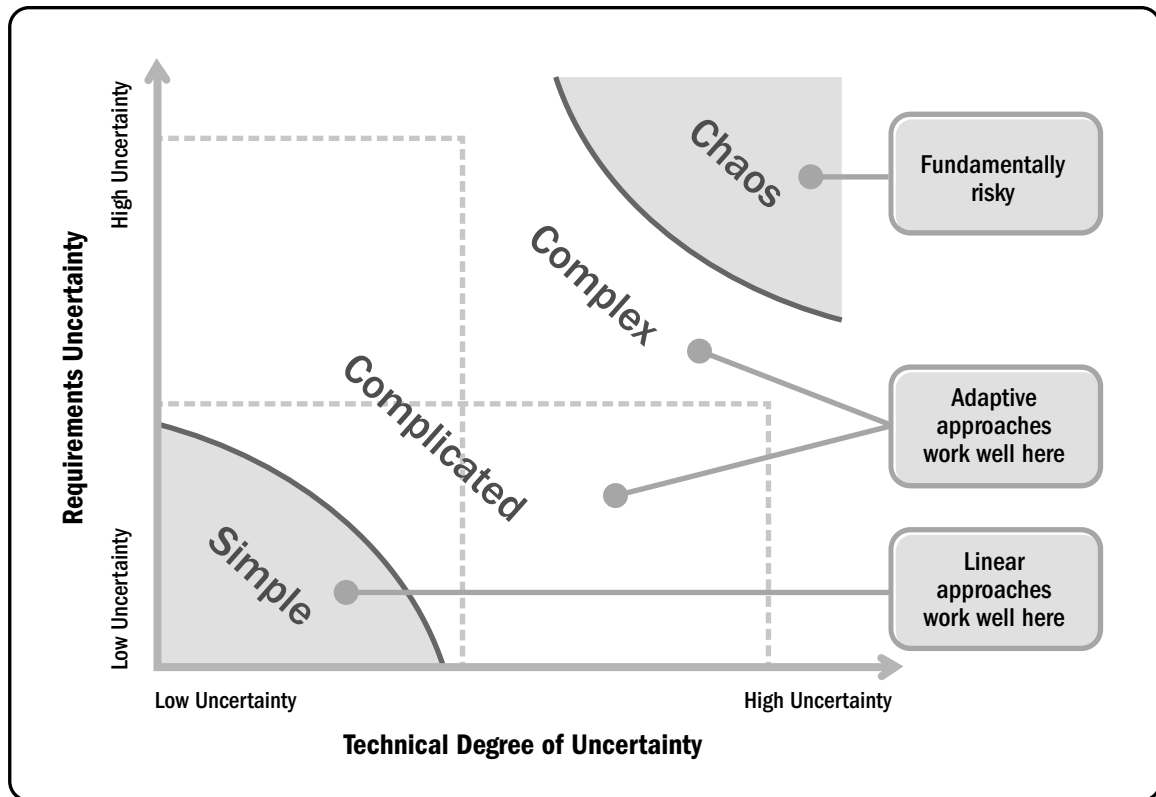 High Uncertainty
Requirements Uncertainty
Low Uncertainty
Chaos
Complex
Complicated
Simple
Fundamentally
risky
Adaptive
approaches
work well here
Linear
approaches
work well here
Low Uncertainty
High Uncertainty
Technical Degree of Uncertainty